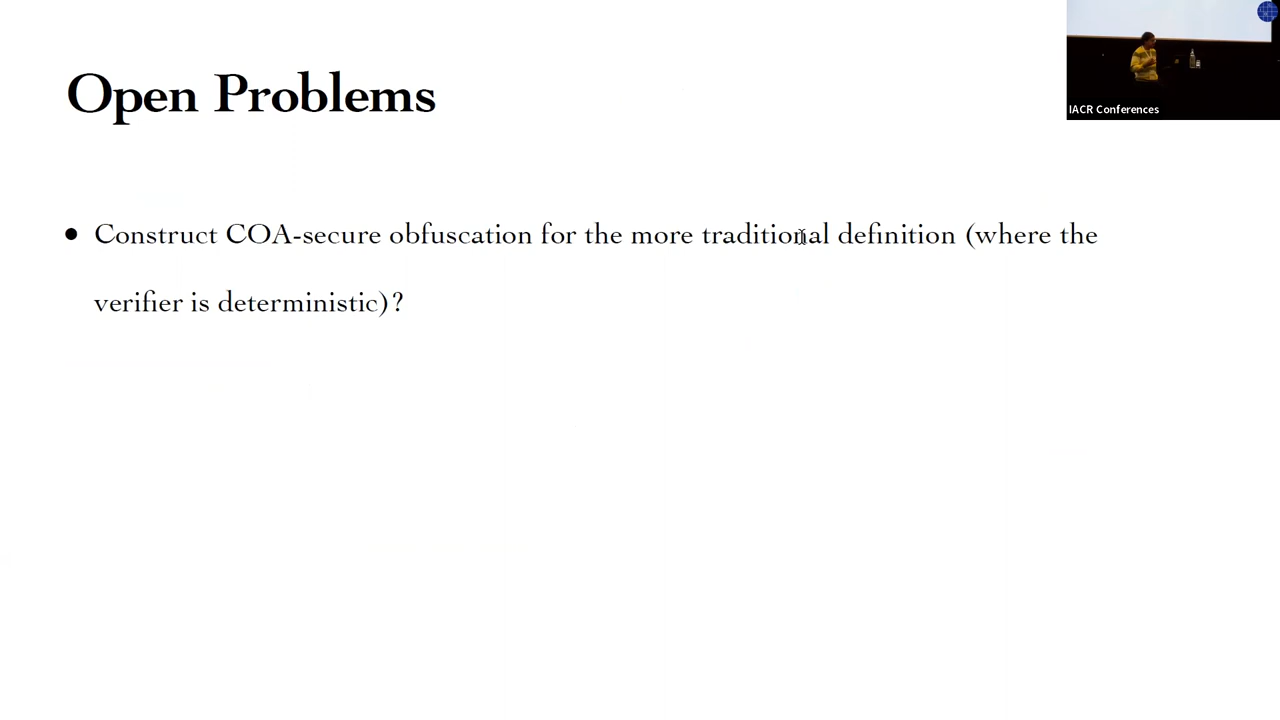 Open Problems
IACR Conferences
• Construct COA-secure obfuscation for the more traditional definition (where the
verifier is deterministic)?